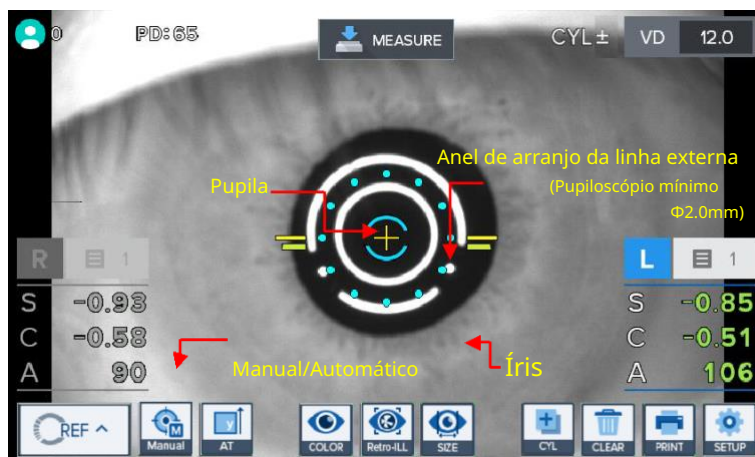 0
PD:65
MEASURE
CYL±
VD
12.0
Anel de arranjo da linha externa
(Pupiloscópio mínimo
Φ2.0mm)
Pupila
R
1
L
1
S -0.93
C -0.58
A 90
S -0.85
C -0.51
A 106
Manual/Automático
Íris
REF
M
Manual
y
AT
COLOR
Retro-ILL
SIZE
CYL
CLEAR
PRINT
SETUP